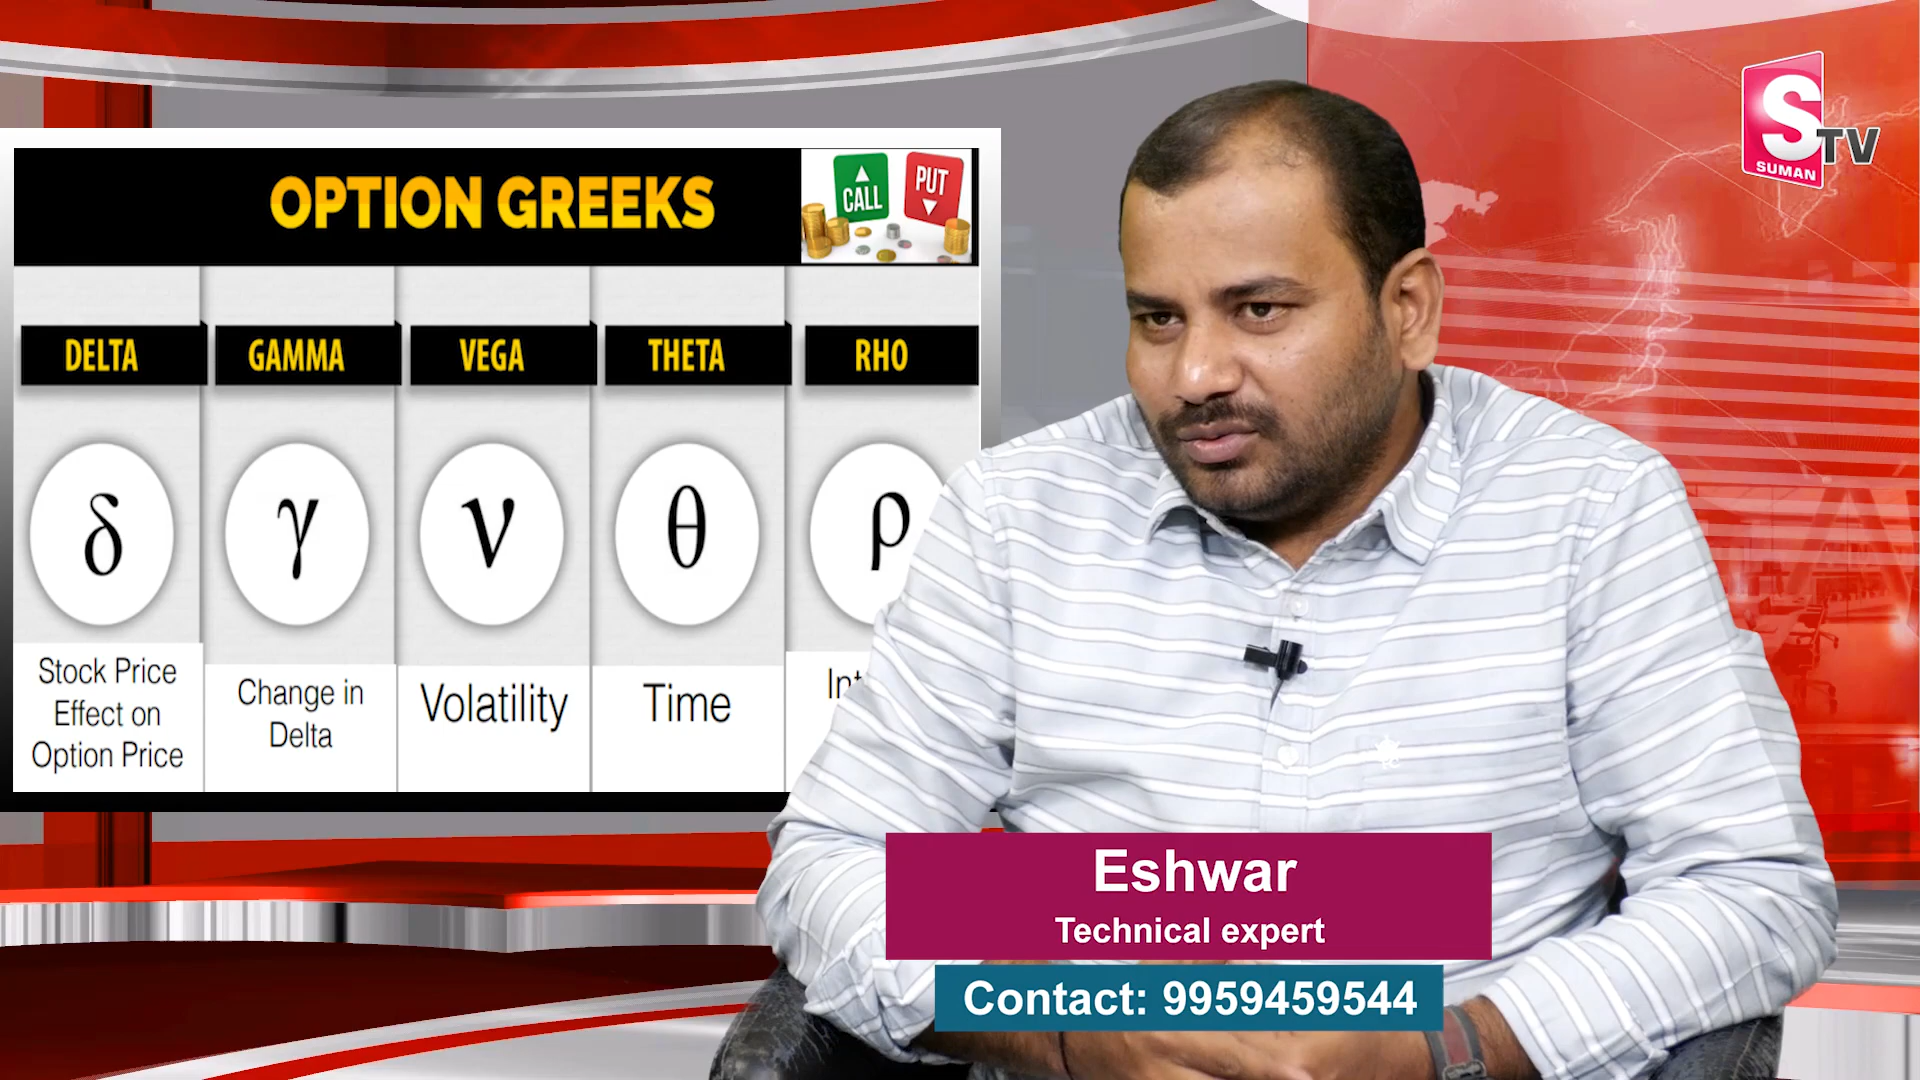 OPTION GREEKS
CALL
PUT
DELTA
GAMMA
VEGA
THETA
RHO
δ
γ
ν
θ
ρ
Stock Price
Effect on
Option Price
Change in
Delta
Volatility
Time
S
TV
SUMAN
Eshwar
Technical expert
Contact: 9959459544